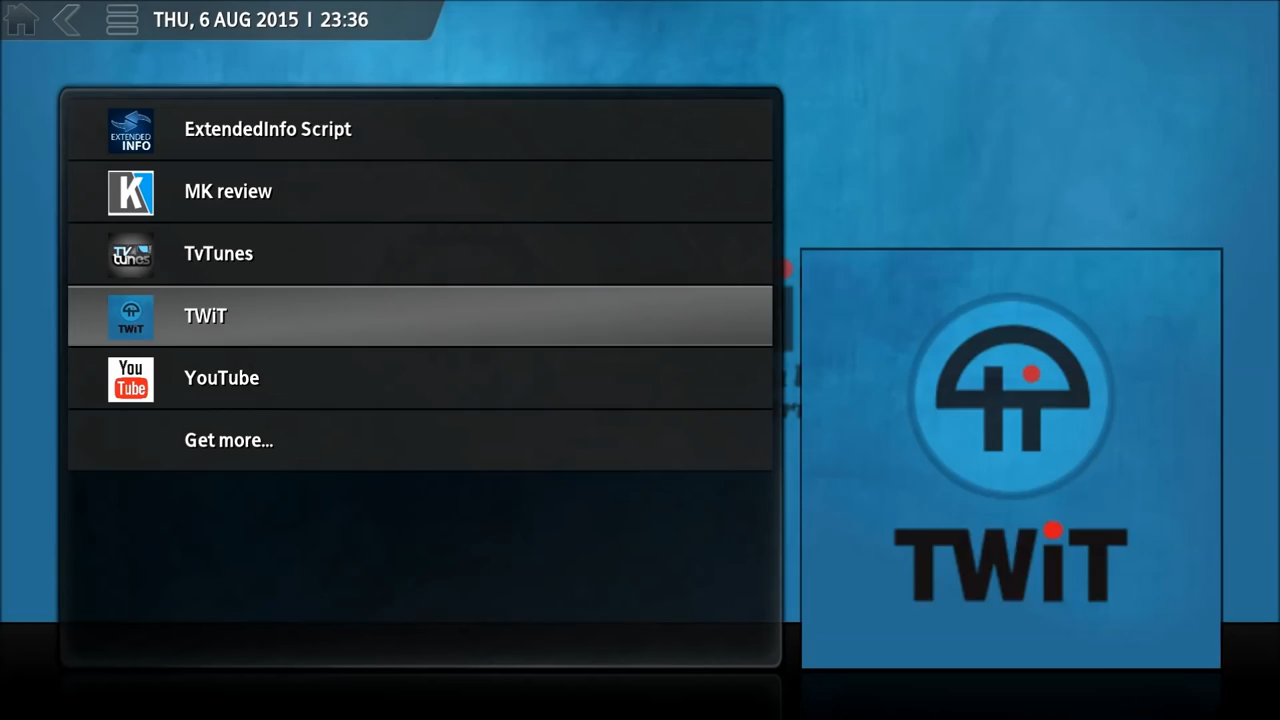 THU, 6 AUG 2015 | 23:36
EXTENDED
INFO
ExtendedInfo Script
K
MK review
TV
tunes
TvTunes
TWiT
TWiT
You
Tube
YouTube
Get more...
TWiT